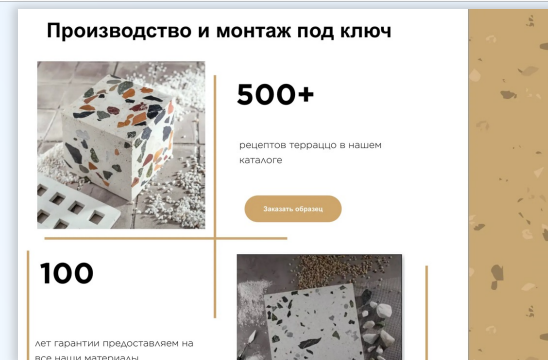 Производство и монтаж под ключ
500+
рецептов терраццо в нашем
каталоге
Заказать образец
100
лет гарантии предоставляем на
все наши материалы